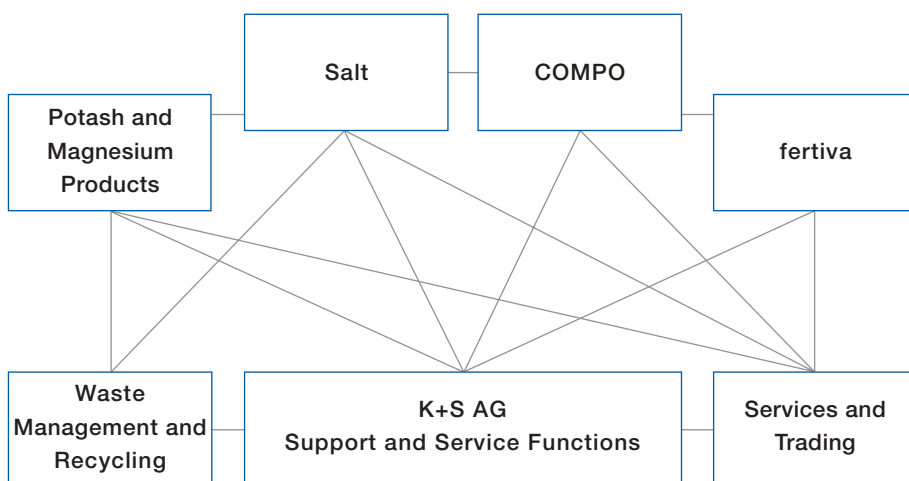 Salt
COMPO
Potash and
Magnesium
Products
fertiva
Waste
Management and
Recycling
K+S AG
Support and Service Functions
Services and
Trading